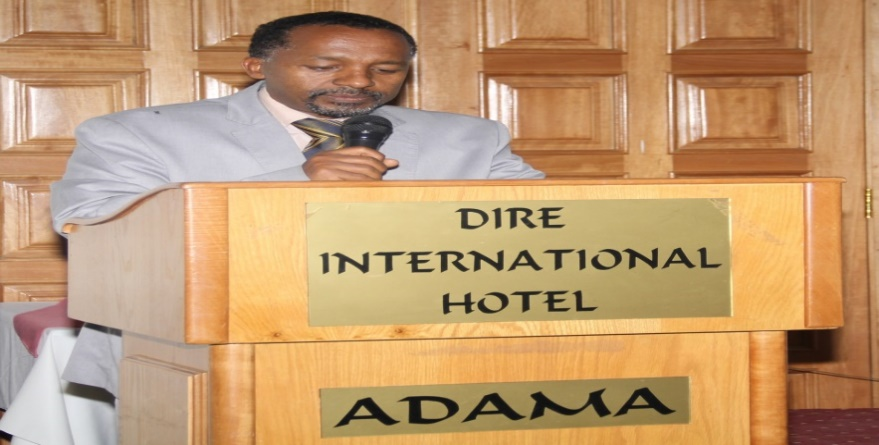 DIRE
INTERNATIONAL
HOTEL
ADAMA